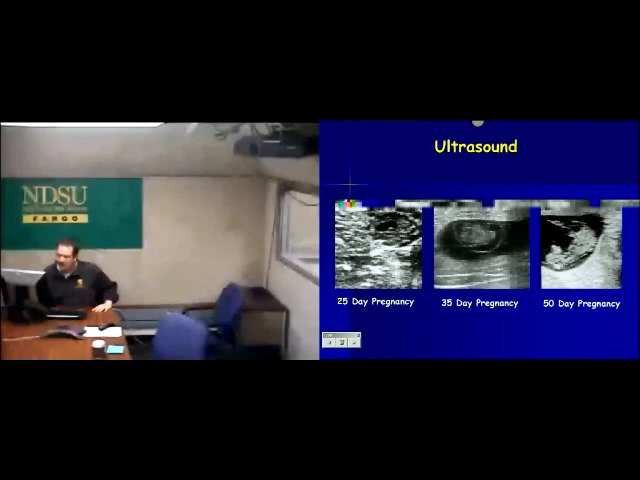 NDSU
FARGO
Ultrasound
25 Day Pregnancy
35 Day Pregnancy
50 Day Pregnancy